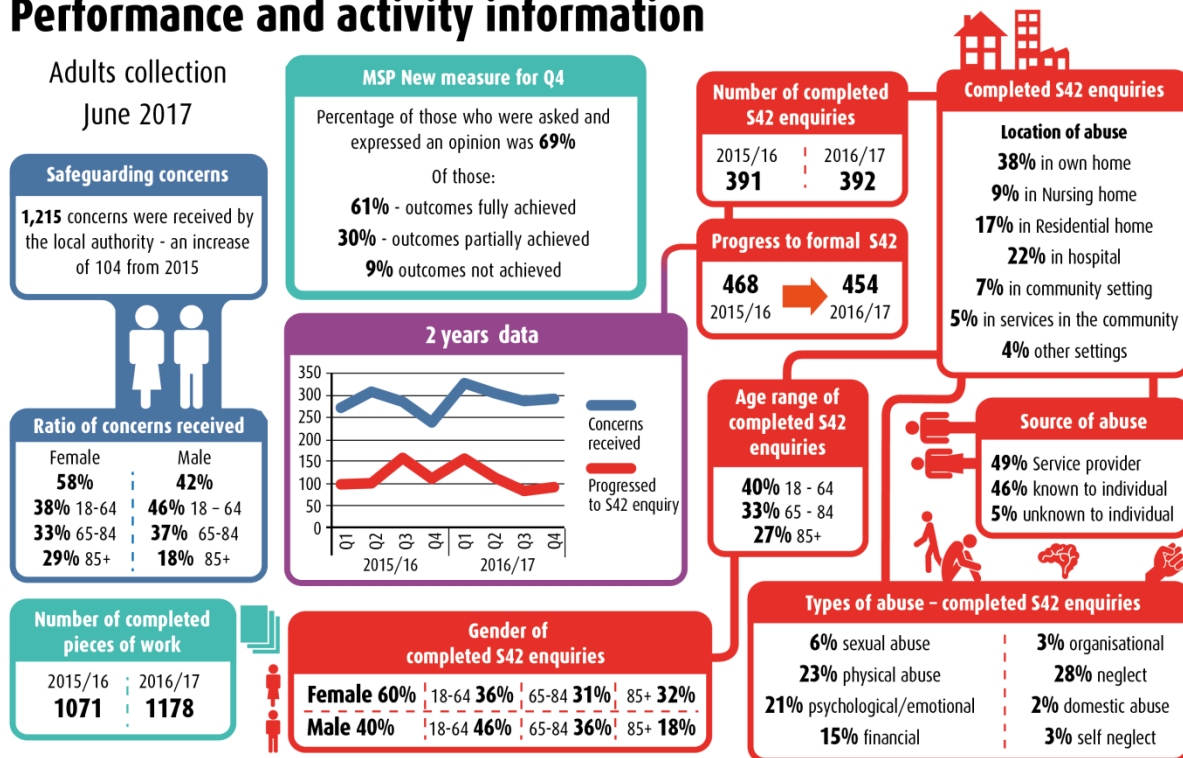 Performance and activity information
Adults collection
June 2017
Safeguarding concerns
1,215 concerns were received by
the local authority - an increase
of 104 from 2015
Ratio of concerns received
Female
58%
38% 18-64
33% 65-84
29% 85+
Male
42%
46% 18 – 64
37% 65-84
18% 85+
Number of completed
pieces of work
2015/16
1071
2016/17
1178
MSP New measure for Q4
Percentage of those who were asked and
expressed an opinion was 69%
Of those:
61% - outcomes fully achieved
30% - outcomes partially achieved
9% outcomes not achieved
2 years data
350
300
250
200
150
100
50
0
Q1 Q2 Q3 Q4 Q1 Q2 Q3 Q4
2015/16 2016/17
Concerns
received
Progressed
to S42 enquiry
Gender of
completed S42 enquiries
Female 60% 18-64 36% 65-84 31% 85+ 32%
Male 40% 18-64 46% 65-84 36% 85+ 18%
Number of completed
S42 enquiries
2015/16
391
2016/17
392
Progress to formal S42
468
2015/16
454
2016/17
Age range of
completed S42
enquiries
40% 18 - 64
33% 65 - 84
27% 85+
Completed S42 enquiries
Location of abuse
38% in own home
9% in Nursing home
17% in Residential home
22% in hospital
7% in community setting
5% in services in the community
4% other settings
Source of abuse
49% Service provider
46% known to individual
5% unknown to individual
Types of abuse – completed S42 enquiries
6% sexual abuse
23% physical abuse
21% psychological/emotional
15% financial
3% organisational
28% neglect
2% domestic abuse
3% self neglect